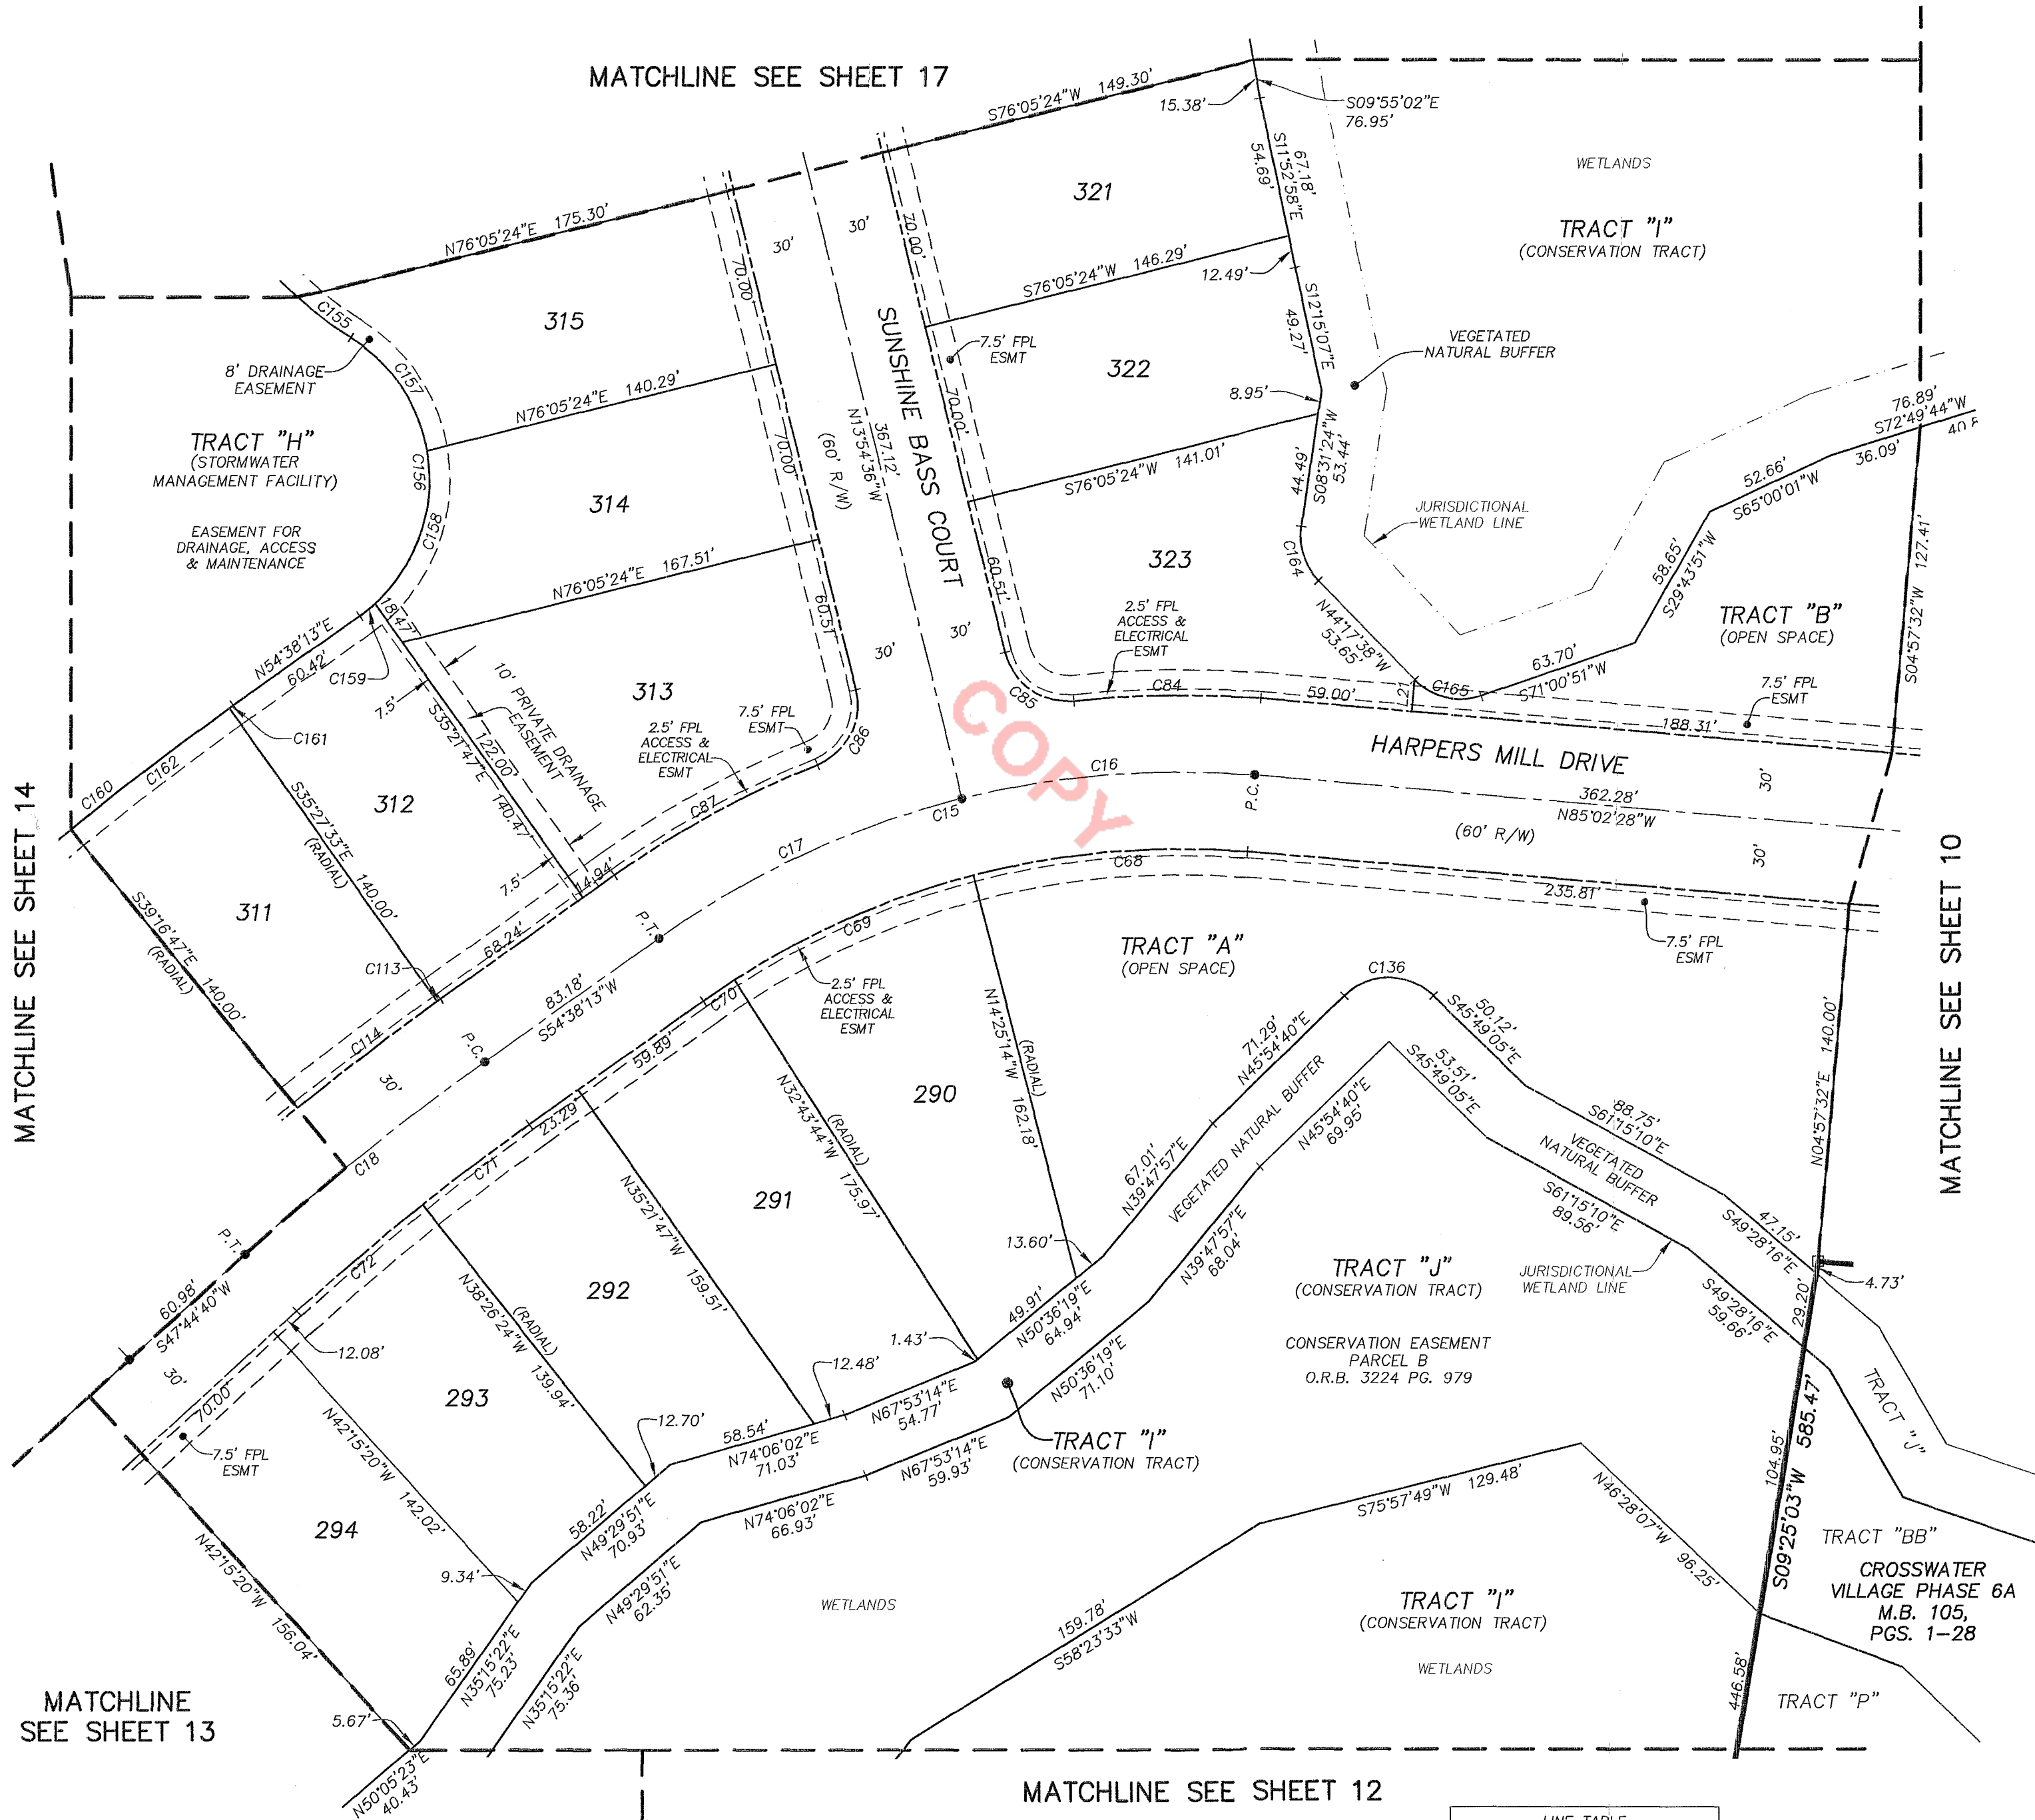 MATCHLINE SEE SHEET 17
S76°05'24"W 149.30'
15.38'
S09°55'02"E
76.95'
67.18'
S11°52'58"E
54.69'
WETLANDS
321
TRACT "I"
(CONSERVATION TRACT)
N76°05'24"E 175.30'
30'
30'
70.00'
70.00'
S76°05'24"W 146.29'
12.49'
S12°15'07"E
49.27'
C155
315
8' DRAINAGE
EASEMENT
C157
SUNSHINE BASS COURT
7.5' FPL
ESMT
322
VEGETATED
NATURAL BUFFER
8.95'
N76°05'24"E 140.29'
367.12'
N13°54'36"W
(60' R/W)
70.00'
70.00'
76.89'
S72°49'44"W
36.09'
TRACT "H"
(STORMWATER
MANAGEMENT FACILITY)
C156
S76°05'24"W 141.01'
44.49'
S08°31'24"W
53.44'
52.66'
S65°00'01"W
314
C158
EASEMENT FOR
DRAINAGE, ACCESS
& MAINTENANCE
JURISDICTIONAL
WETLAND LINE
323
C164
58.65'
S29°43'51"W
S04°57'32"W 127.41'
N76°05'24"E 167.51'
60.51'
60.51'
2.5' FPL
ACCESS &
ELECTRICAL
ESMT
TRACT "B"
(OPEN SPACE)
18.47'
N54°38'13"E
60.42'
C159
30'
30'
N44°17'38"W
53.65'
63.70'
S71°00'51"W
313
10' PRIVATE DRAINAGE
EASEMENT
7.5'
C85
C84
59.00'
L21
C165
7.5' FPL
ESMT
188.31'
C161
2.5' FPL
ACCESS &
ELECTRICAL
ESMT
7.5' FPL
ESMT
C86
COPY
HARPERS MILL DRIVE
C160
C162
122.00'
S35°21'47"E
140.47'
C87
C15
C16
P.C.
362.28'
N85°02'28"W
(60' R/W)
30'
30'
MATCHLINE SEE SHEET 14
312
S35°27'33"E 140.00'
(RADIAL)
C17
C68
7.5'
14.94'
235.81'
311
S39°16'47"E 140.00'
(RADIAL)
C113
68.24'
P.T.
C69
TRACT "A"
(OPEN SPACE)
7.5' FPL
ESMT
MATCHLINE SEE SHEET 10
C114
83.18'
S54°38'13"W
C70
2.5' FPL
ACCESS &
ELECTRICAL
ESMT
C136
P.C.
30'
59.89'
N14°25'14"W 162.18'
(RADIAL)
71.29'
N45°54'40"E
50.12'
S45°49'05"E
290
53.51'
S45°49'05"E
N32°43'44"W 175.97'
(RADIAL)
VEGETATED NATURAL BUFFER
N45°54'40"E
69.95'
88.75'
S61°15'10"E
VEGETATED
NATURAL BUFFER
N04°57'32"E 140.00'
C18
C71
23.29'
291
67.01'
N39°47'57"E
S61°15'10"E
89.56'
N35°21'47"W 159.51'
P.T.
C72
292
13.60'
N39°47'57"E
68.04'
TRACT "J"
(CONSERVATION TRACT)
JURISDICTIONAL
WETLAND LINE
47.15'
S49°28'16"E
4.73'
60.98'
S47°44'40"W
N38°26'24"W 139.94'
(RADIAL)
49.91'
N50°36'19"E
64.94'
S49°28'16"E
59.66'
29.20'
12.08'
1.43'
30'
293
12.48'
CONSERVATION EASEMENT
PARCEL B
O.R.B. 3224 PG. 979
N50°36'19"E
71.10'
TRACT "J"
70.00'
12.70'
N67°53'14"E
54.77'
58.54'
N74°06'02"E
71.03'
7.5' FPL
ESMT
N42°15'20"W 142.02'
TRACT "I"
(CONSERVATION TRACT)
N67°53'14"E
59.93'
104.95'
S09°25'03"W 585.47'
S75°57'49"W 129.48'
N46°28'07"W 96.25'
N74°06'02"E
66.93'
58.22'
N49°29'51"E
70.93'
294
9.34'
TRACT "BB"
CROSSWATER
VILLAGE PHASE 6A
M.B. 105,
PGS. 1-28
N49°29'51"E
62.35'
WETLANDS
TRACT "I"
(CONSERVATION TRACT)
WETLANDS
159.78'
S58°23'33"W
N42°15'20"W 156.04'
65.89'
N35°15'22"E
75.23'
N35°15'22"E
75.36'
446.58'
TRACT "P"
MATCHLINE
SEE SHEET 13
5.67'
N50°05'23"E
40.43'
MATCHLINE SEE SHEET 12
LINE TABLE